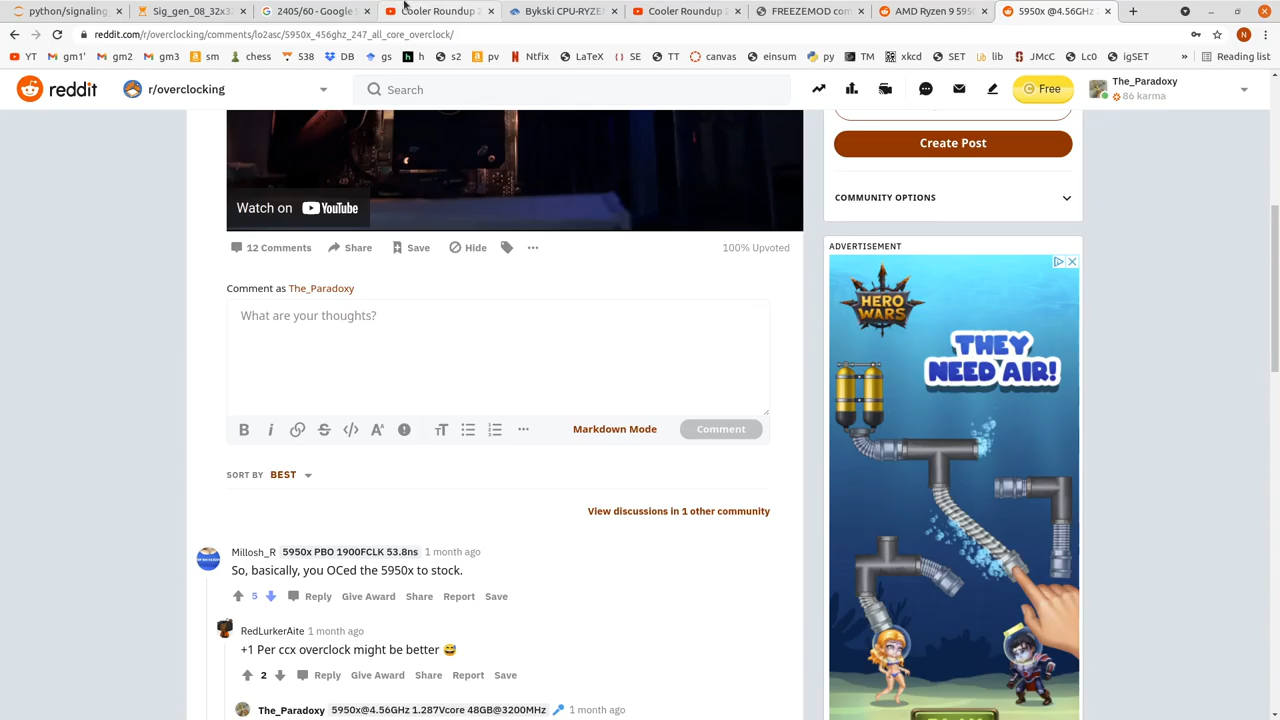 python/signaling_
Sig_gen_08_32x32
2405/60 - Google S
Cooler Roundup 2
Bykski CPU-RYZEN
Cooler Roundup
FREEZEMOD com
AMD Ryzen 9 5950
5950x @4.56GHz
reddit.com/r/overclocking/comments/lo2asc/5950x_456ghz_247_all_core_overclock/
YT gm1' gm2 gm3 sm chess 538 DB gs h s2 pv Ntfix LaTeX SE TT canvas einsum py TM xkcd SET lib JMcC Lc0 igSET » Reading list
reddit r/overclocking Search Free The_Paradoxy
86 karma
Create Post
Watch on YouTube
COMMUNITY OPTIONS
12 Comments Share Save Hide 100% Upvoted
ADVERTISEMENT
HERO
WARS
THEY
NEED AIR!
Comment as The_Paradoxy
What are your thoughts?
Markdown Mode Comment
SORT BY BEST
View discussions in 1 other community
Millosh_R 5950x PBO 1900FCLK 53.8ns 1 month ago
So, basically, you OCed the 5950x to stock.
5 Reply Give Award Share Report Save
RedLurkerAite 1 month ago
+1 Per ccx overclock might be better 😅
2 Reply Give Award Share Report Save
The_Paradoxy 5950x@4.56GHz 1.287Vcore 48GB@3200MHz 1 month ago